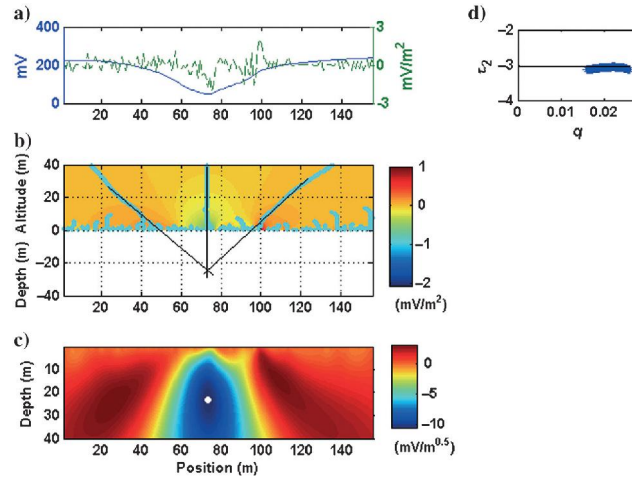 a)
400
200
0
mV
3
0
-3
mV/m²
20 40 60 80 100 120 140
d)
-2
-3
-4
τ₂
0 0.01 0.02
q
b)
40
20
0
-20
-40
Depth (m) Altitude (m)
20 40 60 80 100 120 140
1
0
-1
-2
(mV/m²)
c)
10
20
30
40
Depth (m)
20 40 60 80 100 120 140
Position (m)
0
-5
-10
(mV/m⁰·⁵)